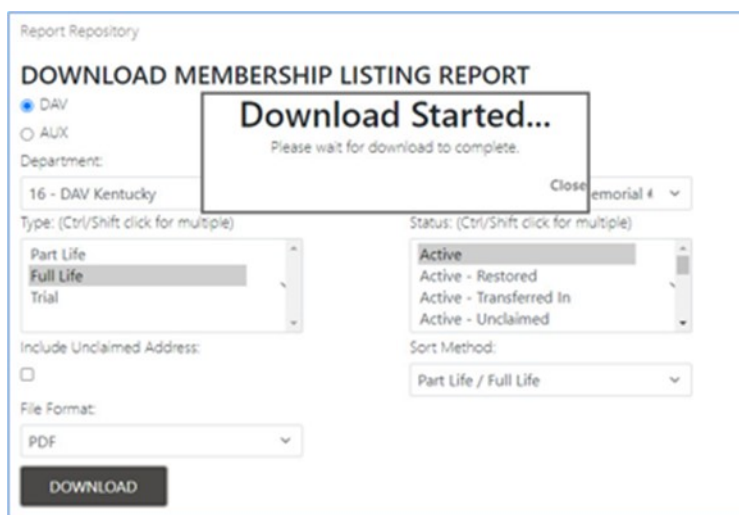 Report Repository
DOWNLOAD MEMBERSHIP LISTING REPORT
DAV
AUX
Download Started...
Please wait for download to complete.
Close
Department:
16 - DAV Kentucky
emorial
Type: (Ctrl/Shift click for multiple)
Status: (Ctrl/Shift click for multiple)
Part Life
Full Life
Trial
Active
Active - Restored
Active - Transferred In
Active - Unclaimed
Include Unclaimed Address:
Sort Method:
Part Life / Full Life
File Format:
PDF
DOWNLOAD